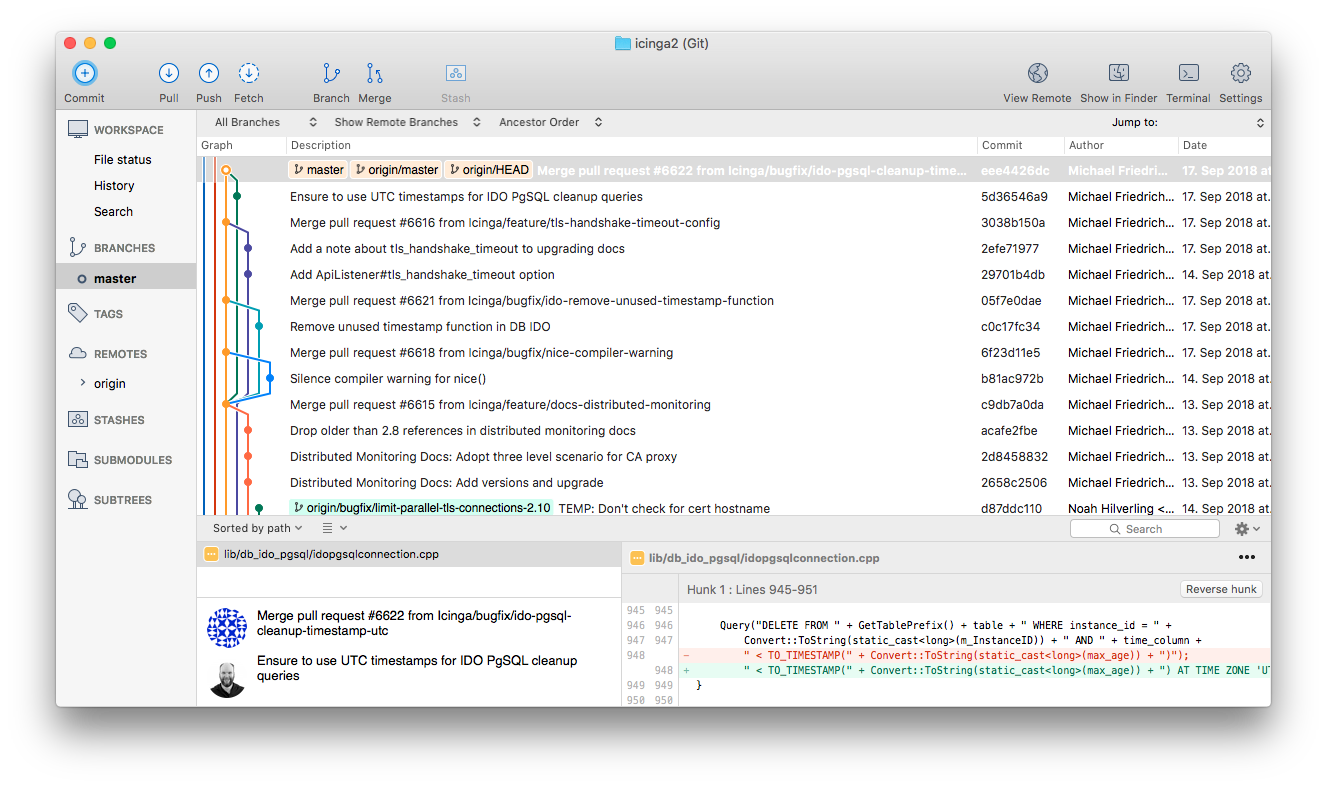 icinga2 (Git)
Commit Pull Push Fetch Branch Merge Stash View Remote Show in Finder Terminal Settings
WORKSPACE
File status
History
Search
BRANCHES
master
TAGS
REMOTES
origin
STASHES
SUBMODULES
SUBTREES
All Branches Show Remote Branches Ancestor Order Jump to:
Graph Description Commit Author Date
master origin/master origin/HEAD Merge pull request #6622 from Icinga/bugfix/ido-pgsql-cleanup-time... eee4426dc Michael Friedri... 17. Sep 2018 at
Ensure to use UTC timestamps for IDO PgSQL cleanup queries 5d36546a9 Michael Friedrich... 17. Sep 2018 at.
Merge pull request #6616 from Icinga/feature/tls-handshake-timeout-config 3038b150a Michael Friedrich... 17. Sep 2018 at.
Add a note about tls_handshake_timeout to upgrading docs 2efe71977 Michael Friedrich... 17. Sep 2018 at.
Add ApiListener#tls_handshake_timeout option 29701b4db Michael Friedrich... 14. Sep 2018 at.
Merge pull request #6621 from Icinga/bugfix/ido-remove-unused-timestamp-function 05f7e0dae Michael Friedrich... 17. Sep 2018 at.
Remove unused timestamp function in DB IDO c0c17fc34 Michael Friedrich... 17. Sep 2018 at.
Merge pull request #6618 from Icinga/bugfix/nice-compiler-warning 6f23d11e5 Michael Friedrich... 17. Sep 2018 at.
Silence compiler warning for nice() b81ac972b Michael Friedrich... 14. Sep 2018 at.
Merge pull request #6615 from Icinga/feature/docs-distributed-monitoring c9db7a0da Michael Friedrich... 13. Sep 2018 at.
Drop older than 2.8 references in distributed monitoring docs acafe2fbe Michael Friedrich... 13. Sep 2018 at.
Distributed Monitoring Docs: Adopt three level scenario for CA proxy 2d8458832 Michael Friedrich... 13. Sep 2018 at.
Distributed Monitoring Docs: Add versions and upgrade 2658c2506 Michael Friedrich... 13. Sep 2018 at.
origin/bugfix/limit-parallel-tls-connections-2.10 TEMP: Don't check for cert hostname d87ddc110 Noah Hilverling <... 13. Sep 2018 at.
Sorted by path Search
lib/db_ido_pgsql/idopgsqlconnection.cpp
Merge pull request #6622 from Icinga/bugfix/ido-pgsql-
cleanup-timestamp-utc
Ensure to use UTC timestamps for IDO PgSQL cleanup
queries
lib/db_ido_pgsql/idopgsqlconnection.cpp
Hunk 1 : Lines 945-951 Reverse hunk
945 945
946 946 Query("DELETE FROM " + GetTablePrefix() + table + " WHERE instance_id = " +
947 947 Convert::ToString(static_cast<long>(m_InstanceID)) + " AND " + time_column +
948 - " < TO_TIMESTAMP(" + Convert::ToString(static_cast<long>(max_age)) + ")");
948 + " < TO_TIMESTAMP(" + Convert::ToString(static_cast<long>(max_age)) + ") AT TIME ZONE 'UT
949 949 }
950 950